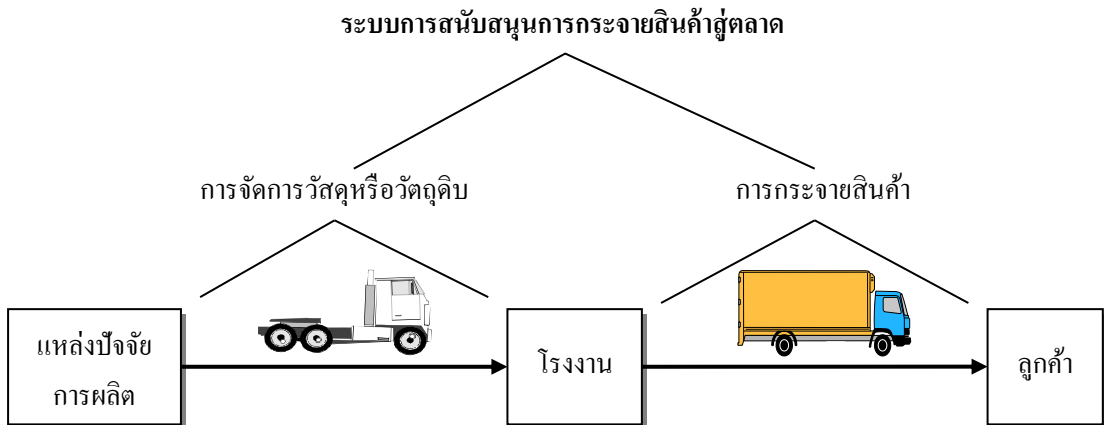 ระบบการสนับสนุนการกระจายสินค้าสู่ตลาด
การจัดการวัสดุหรือวัตถุดิบ
การกระจายสินค้า
แหล่งปัจจัย
การผลิต
โรงงาน
ลูกค้า